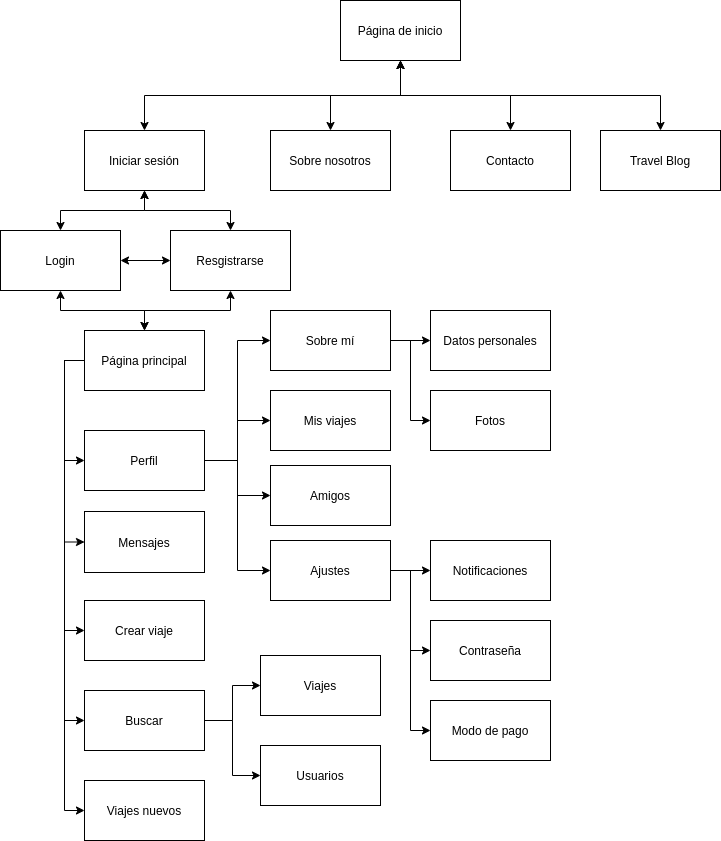 Página de inicio
Iniciar sesión
Sobre nosotros
Contacto
Travel Blog
Login
Resgistrarse
Página principal
Sobre mí
Datos personales
Mis viajes
Fotos
Perfil
Amigos
Mensajes
Ajustes
Notificaciones
Crear viaje
Contraseña
Viajes
Buscar
Modo de pago
Usuarios
Viajes nuevos